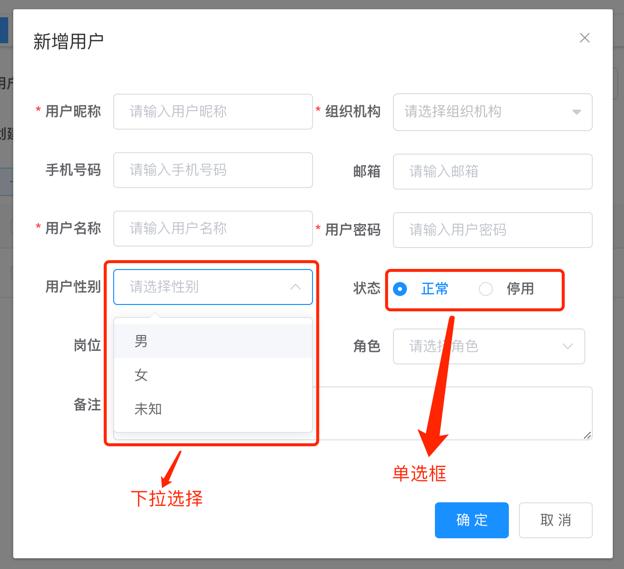 新增用户
* 用户昵称 请输入用户昵称 * 组织机构 请选择组织机构
手机号码 请输入手机号码 邮箱 请输入邮箱
* 用户名称 请输入用户名称 * 用户密码 请输入用户密码
用户性别 请选择性别 状态 正常 停用
男
岗位 角色 请选择角色
女
备注 未知
单选框
下拉选择
确 定 取 消